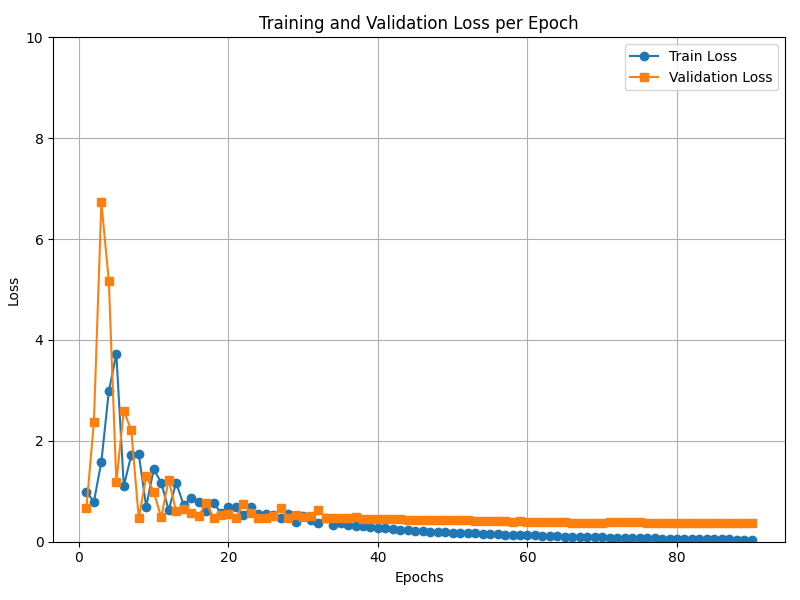 Training and Validation Loss per Epoch
10
8
6
4
2
0
Loss
Train Loss
Validation Loss
0 20 40 60 80
Epochs